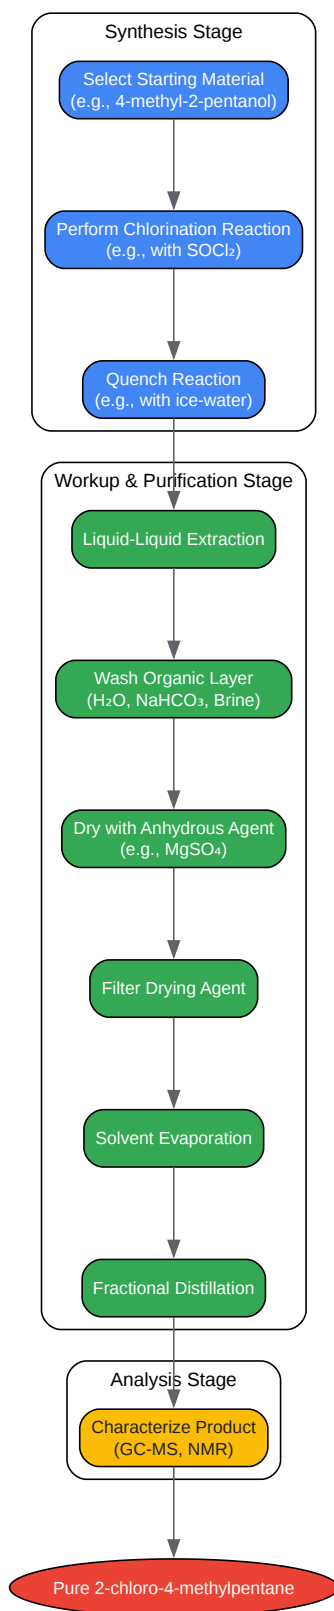 Synthesis Stage
Select Starting Material
(e.g., 4-methyl-2-pentanol)
Perform Chlorination Reaction
(e.g., with SOCl₂)
Quench Reaction
(e.g., with ice-water)
Workup & Purification Stage
Liquid-Liquid Extraction
Wash Organic Layer
(H₂O, NaHCO₃, Brine)
Dry with Anhydrous Agent
(e.g., MgSO₄)
Filter Drying Agent
Solvent Evaporation
Fractional Distillation
Analysis Stage
Characterize Product
(GC-MS, NMR)
Pure 2-chloro-4-methylpentane